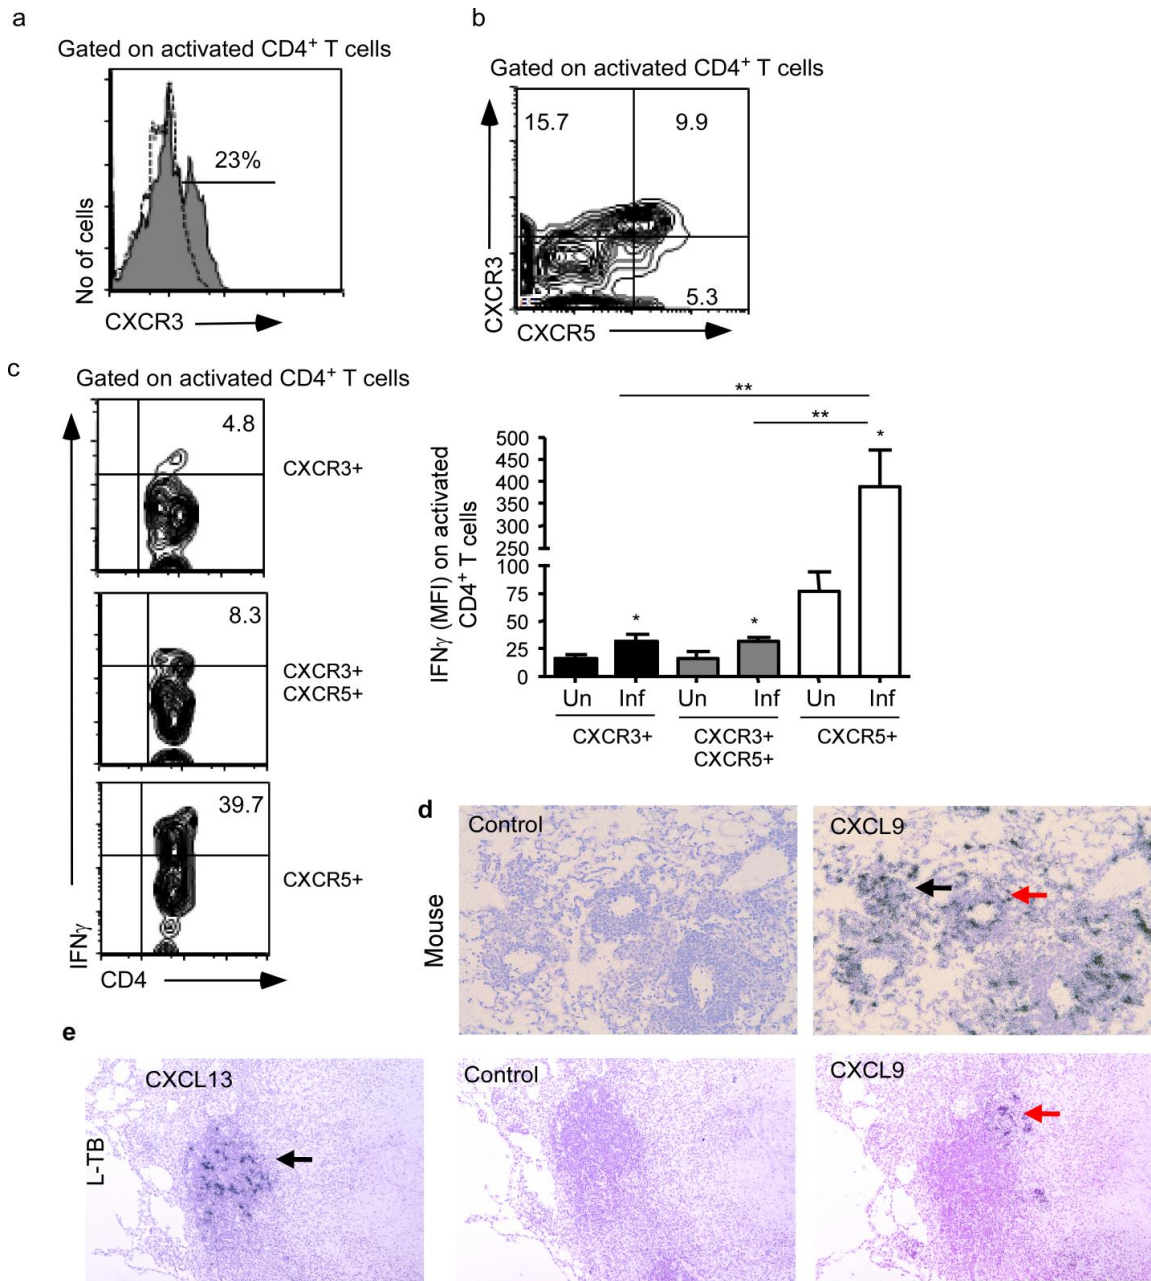 a
Gated on activated CD4⁺ T cells
23%
No of cells
CXCR3
b
Gated on activated CD4⁺ T cells
15.7
9.9
5.3
CXCR3
CXCR5
c
Gated on activated CD4⁺ T cells
4.8
CXCR3+
8.3
CXCR3+
CXCR5+
39.7
CXCR5+
IFNγ
CD4
**
**
*
500
450
400
350
300
250
100
75
50
25
0
*
*
IFNγ (MFI) on activated
CD4⁺ T cells
Un Inf Un Inf Un Inf
CXCR3+
CXCR3+
CXCR5+
CXCR5+
d
Control
CXCL9
Mouse
e
CXCL13
Control
CXCL9
L-TB